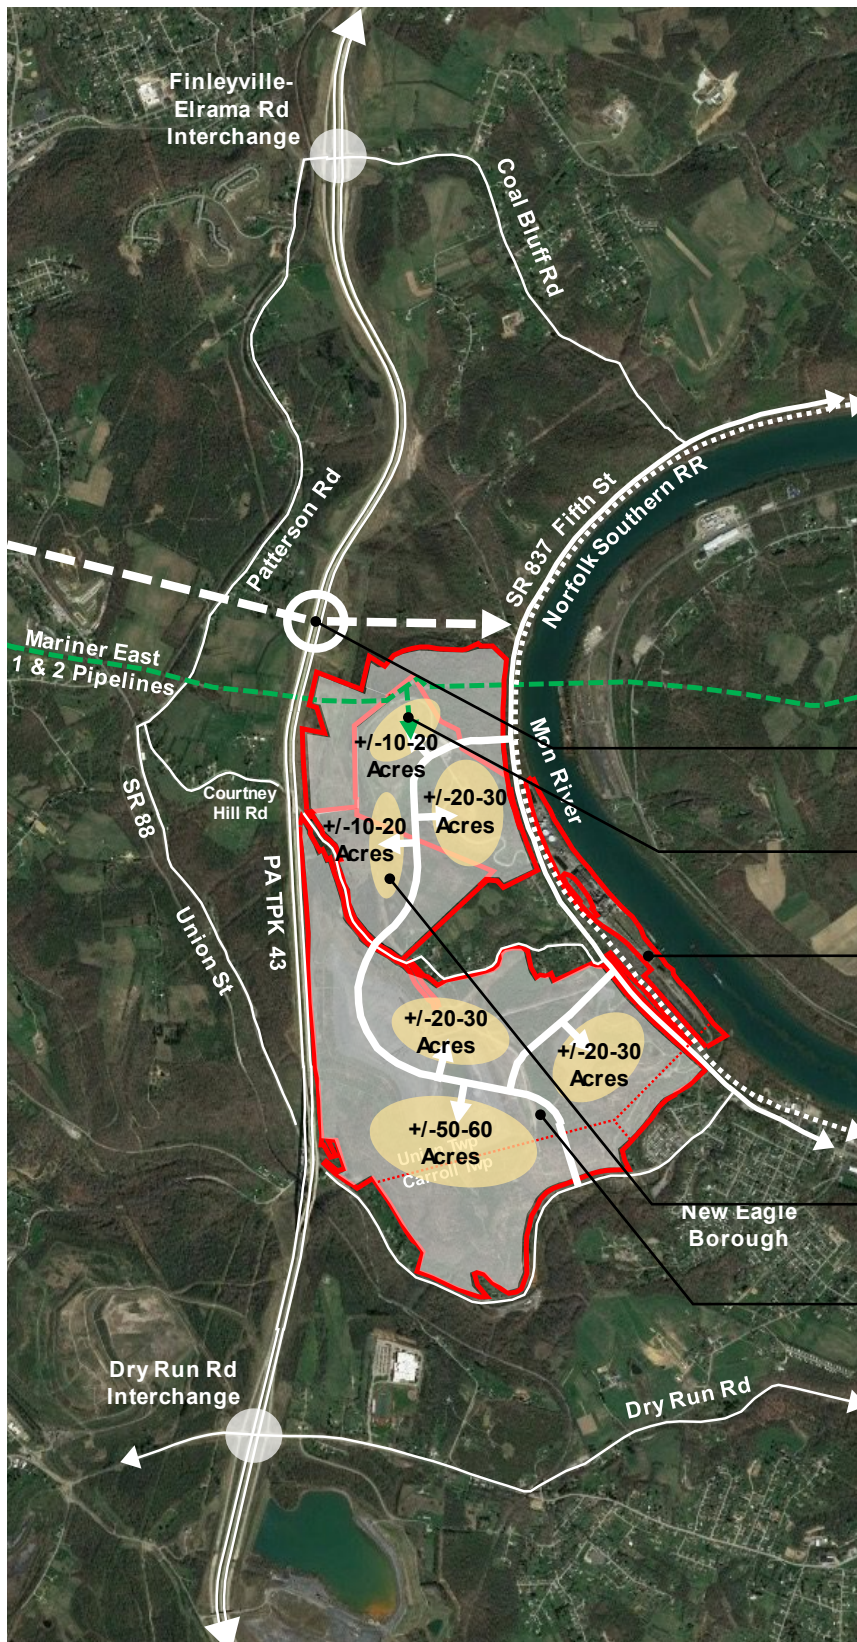 Finleyville-
Elrama Rd
Interchange
Coal Bluff Rd
Patterson Rd
SR 837 Fifth St
Norfolk Southern RR
Mariner East
1 & 2 Pipelines
Mon River
+/-10-20
Acres
+/-20-30
Acres
+/-10-20
Acres
Courtney
Hill Rd
SR 88
PA TPK 43
Union St
+/-20-30
Acres
+/-20-30
Acres
+/-50-60
Acres
Union Twp
Carroll Twp
New Eagle
Borough
Dry Run Rd
Interchange
Dry Run Rd